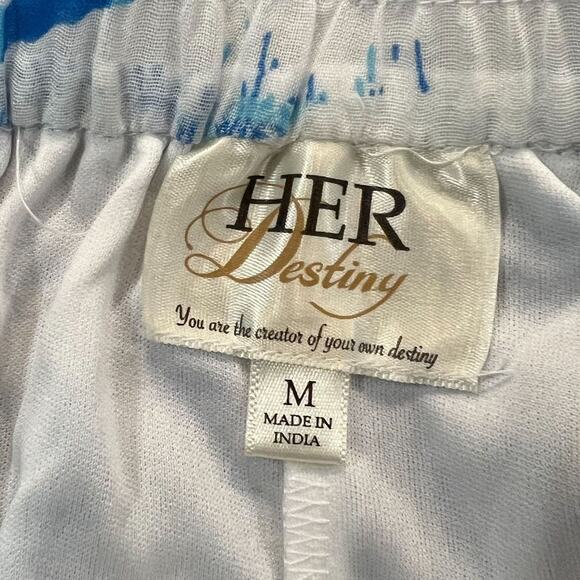 HER
Destiny
You are the creator of your own destiny
M
MADE IN
INDIA